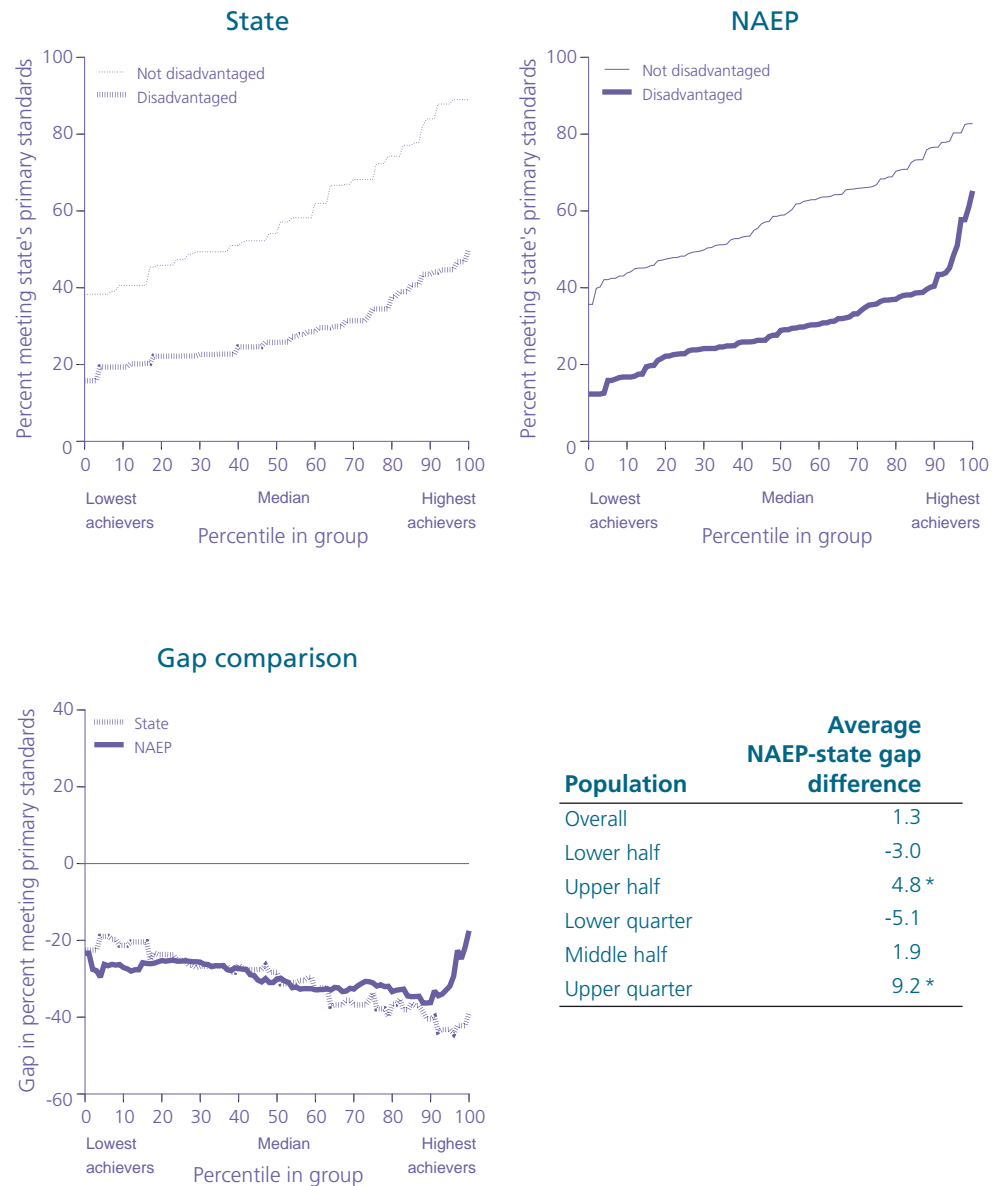 State
Percent meeting state's primary standards
100
80
60
40
20
0
Not disadvantaged
Disadvantaged
0 10 20 30 40 50 60 70 80 90 100
Lowest achievers
Median
Highest achievers
Percentile in group
NAEP
Percent meeting state's primary standards
100
80
60
40
20
0
Not disadvantaged
Disadvantaged
0 10 20 30 40 50 60 70 80 90 100
Lowest achievers
Median
Highest achievers
Percentile in group
Gap comparison
Gap in percent meeting primary standards
40
20
0
-20
-40
-60
State
NAEP
0 10 20 30 40 50 60 70 80 90 100
Lowest achievers
Median
Highest achievers
Percentile in group
Average
NAEP-state gap
Population difference
Overall 1.3
Lower half -3.0
Upper half 4.8 *
Lower quarter -5.1
Middle half 1.9
Upper quarter 9.2 *